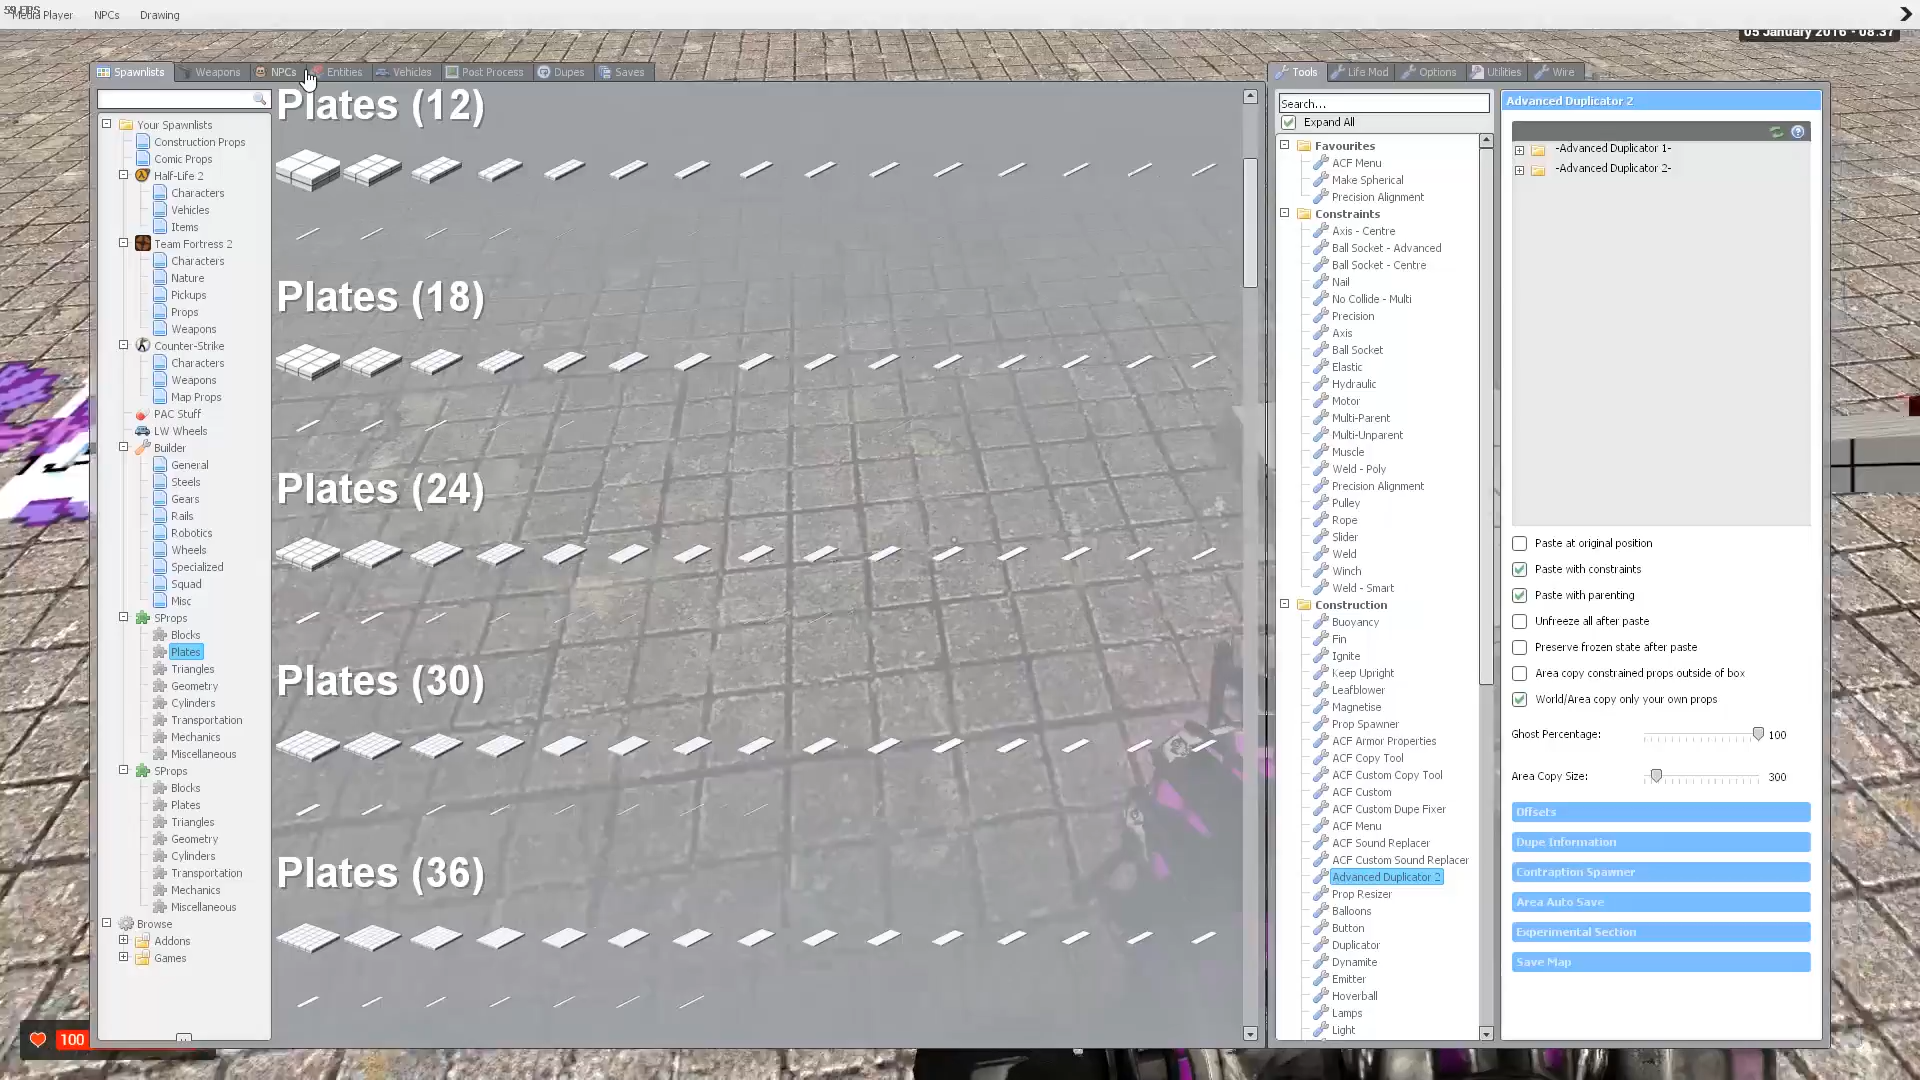 59 FPS
Media Player
NPCs
Drawing
05 January 2016 - 08:37
Spawnlists
Weapons
NPCs
Entities
Vehicles
Post Process
Dupes
Saves
Your Spawnlists
Construction Props
Comic Props
Half-Life 2
Characters
Vehicles
Items
Team Fortress 2
Characters
Nature
Pickups
Props
Weapons
Counter-Strike
Characters
Weapons
Map Props
PAC Stuff
LW Wheels
Builder
General
Steels
Gears
Rails
Robotics
Wheels
Specialized
Squad
Misc
SProps
Blocks
Plates
Triangles
Geometry
Cylinders
Transportation
Mechanics
Miscellaneous
SProps
Blocks
Plates
Triangles
Geometry
Cylinders
Transportation
Mechanics
Miscellaneous
Browse
Addons
Games
100
Plates (12)
Plates (18)
Plates (24)
Plates (30)
Plates (36)
Tools
Life Mod
Options
Utilities
Wire
Search...
Expand All
Favourites
ACF Menu
Make Spherical
Precision Alignment
Constraints
Axis - Centre
Ball Socket - Advanced
Ball Socket - Centre
Nail
No Collide - Multi
Precision
Axis
Ball Socket
Elastic
Hydraulic
Motor
Multi-Parent
Multi-Unparent
Muscle
Weld - Poly
Precision Alignment
Pulley
Rope
Slider
Weld
Winch
Weld - Smart
Construction
Buoyancy
Fin
Ignite
Keep Upright
Leafblower
Magnetise
Prop Spawner
ACF Armor Properties
ACF Copy Tool
ACF Custom Copy Tool
ACF Custom
ACF Custom Dupe Fixer
ACF Menu
ACF Sound Replacer
ACF Custom Sound Replacer
Advanced Duplicator 2
Prop Resizer
Balloons
Button
Duplicator
Dynamite
Emitter
Hoverball
Lamps
Light
Advanced Duplicator 2
-Advanced Duplicator 1-
-Advanced Duplicator 2-
Paste at original position
Paste with constraints
Paste with parenting
Unfreeze all after paste
Preserve frozen state after paste
Area copy constrained props outside of box
World/Area copy only your own props
Ghost Percentage: 100
Area Copy Size: 300
Offsets
Dupe Information
Contraption Spawner
Area Auto Save
Experimental Section
Save Map